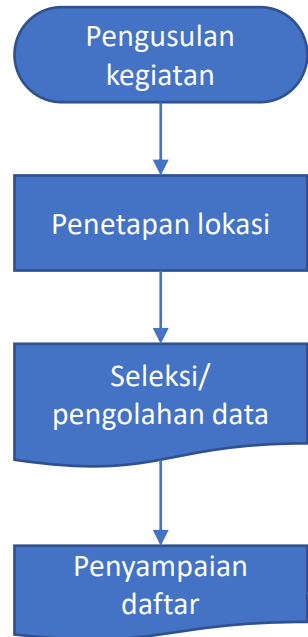 Pengusulan
kegiatan
Penetapan lokasi
Seleksi/
pengolahan data
Penyampaian
daftar